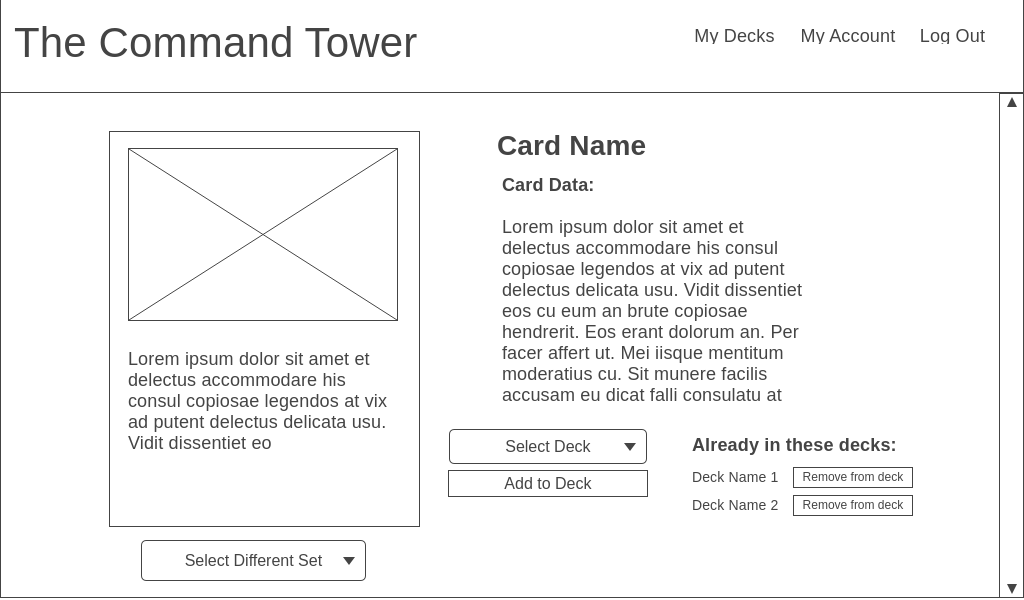 The Command Tower
My Decks
My Account
Log Out
Lorem ipsum dolor sit amet et
delectus accommodare his
consul copiosae legendos at vix
ad putent delectus delicata usu.
Vidit dissentiet eo
Select Different Set
Card Name
Card Data:
Lorem ipsum dolor sit amet et
delectus accommodare his consul
copiosae legendos at vix ad putent
delectus delicata usu. Vidit dissentiet
eos cu eum an brute copiosae
hendrerit. Eos erant dolorum an. Per
facer affert ut. Mei iisque mentitum
moderatius cu. Sit munere facilis
accusam eu dicat falli consulatu at
Select Deck
Add to Deck
Already in these decks:
Deck Name 1
Remove from deck
Deck Name 2
Remove from deck